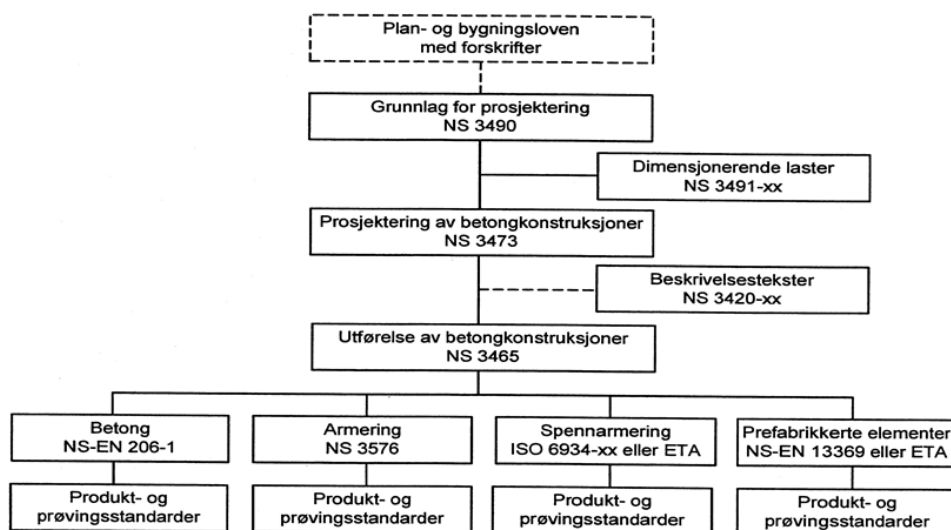 Plan- og bygningsloven
med forskrifter
Grunnlag for prosjektering
NS 3490
Dimensjonerende laster
NS 3491-xx
Prosjektering av betongkonstruksjoner
NS 3473
Beskrivelsestekster
NS 3420-xx
Utførelse av betongkonstruksjoner
NS 3465
Betong
NS-EN 206-1
Armering
NS 3576
Spennarmering
ISO 6934-xx eller ETA
Prefabrikkerte elementer
NS-EN 13369 eller ETA
Produkt- og
prøvingsstandarder
Produkt- og
prøvingsstandarder
Produkt- og
prøvingsstandarder
Produkt- og
prøvingsstandarder